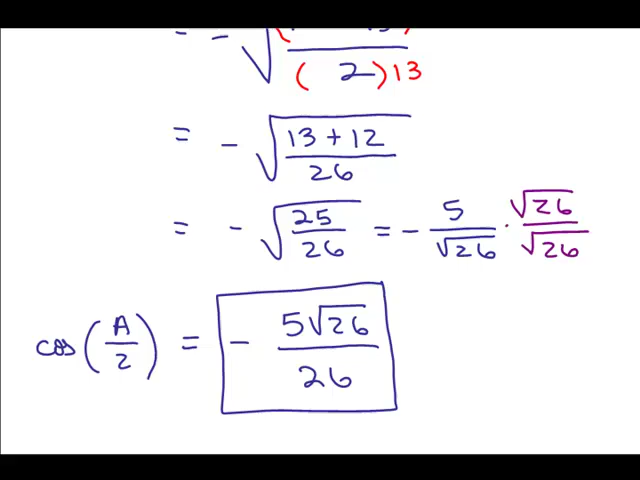 = - √ (
( 2 ) 13
= - √ 13 + 12 / 26
= - √ 25 / 26 = - 5 / √26 · √26 / √26
cos ( A / 2 ) = - 5√26 / 26